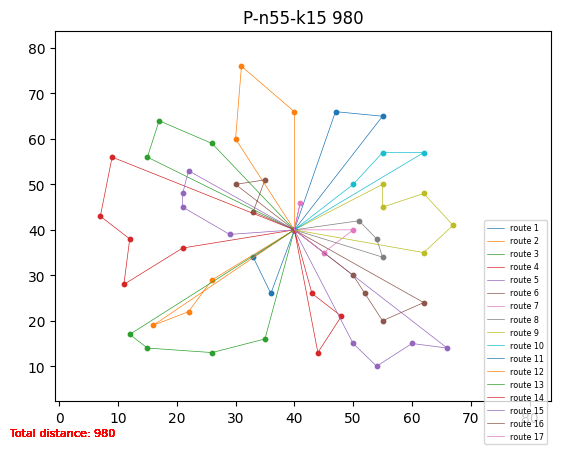 P-n55-k15 980
80
70
60
50
40
30
20
10
0
10
20
30
40
50
60
70
80
route 1
route 2
route 3
route 4
route 5
route 6
route 7
route 8
route 9
route 10
route 11
route 12
route 13
route 14
route 15
route 16
route 17
Total distance: 980